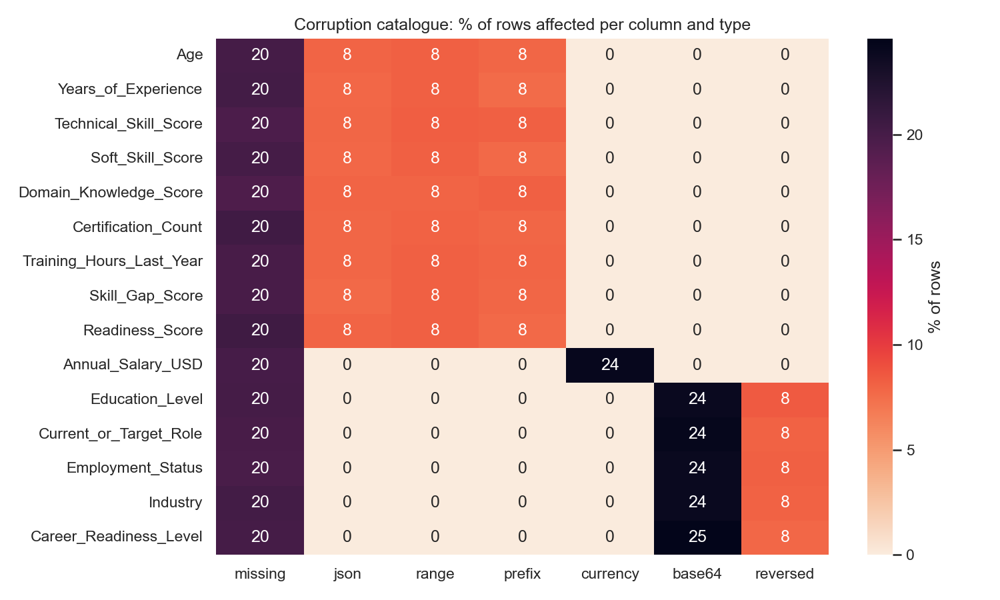 Corruption catalogue: % of rows affected per column and type
Age 20 8 8 8 0 0 0
Years_of_Experience 20 8 8 8 0 0 0
Technical_Skill_Score 20 8 8 8 0 0 0
Soft_Skill_Score 20 8 8 8 0 0 0
Domain_Knowledge_Score 20 8 8 8 0 0 0
Certification_Count 20 8 8 8 0 0 0
Training_Hours_Last_Year 20 8 8 8 0 0 0
Skill_Gap_Score 20 8 8 8 0 0 0
Readiness_Score 20 8 8 8 0 0 0
Annual_Salary_USD 20 0 0 0 24 0 0
Education_Level 20 0 0 0 0 24 8
Current_or_Target_Role 20 0 0 0 0 24 8
Employment_Status 20 0 0 0 0 24 8
Industry 20 0 0 0 0 24 8
Career_Readiness_Level 20 0 0 0 0 25 8
missing json range prefix currency base64 reversed
20
15
10
5
0
% of rows